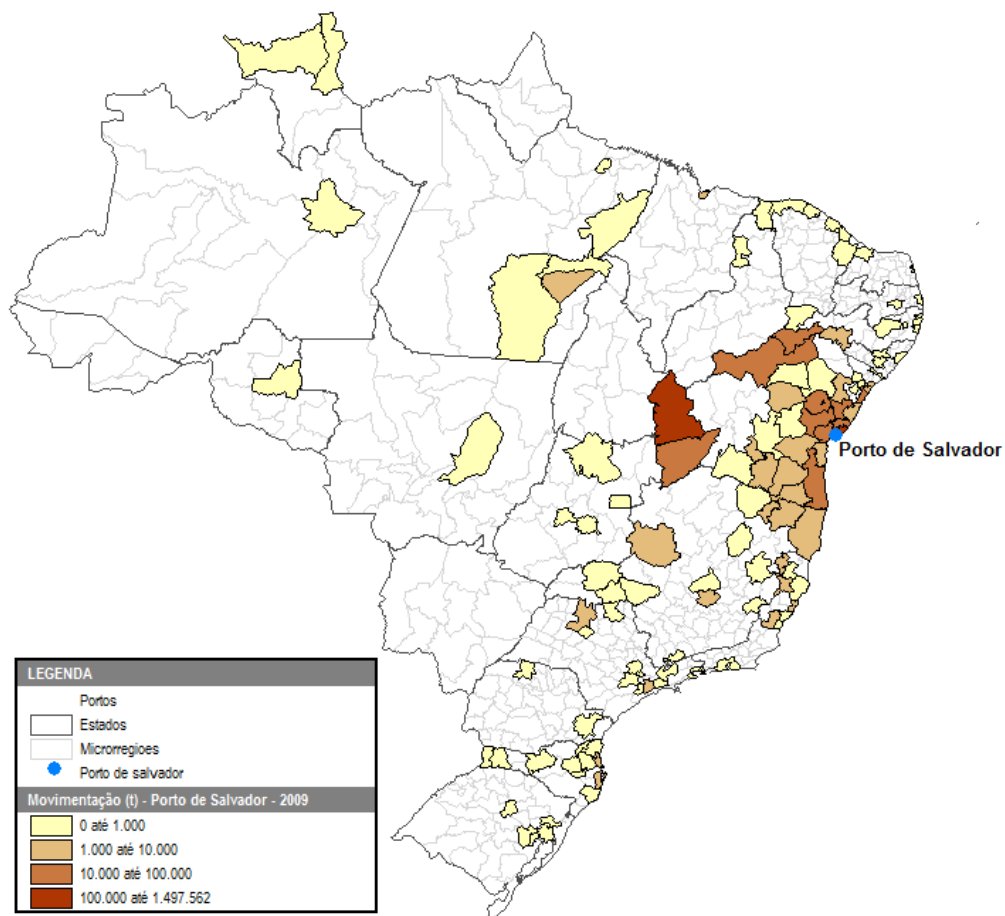 Porto de Salvador
LEGENDA
Portos
Estados
Microrregioes
Porto de salvador
Movimentação (t) - Porto de Salvador - 2009
0 até 1.000
1.000 até 10.000
10.000 até 100.000
100.000 até 1.497.562